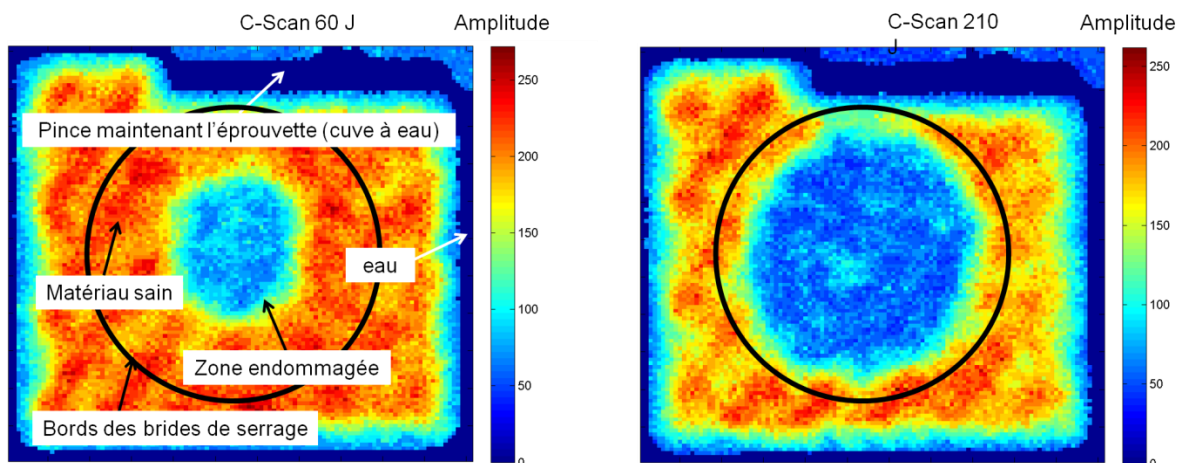 C-Scan 60 J
Amplitude
250
200
150
100
50
0
Pince maintenant l'éprouvette (cuve à eau)
eau
Matériau sain
Zone endommagée
Bords des brides de serrage
C-Scan 210
J
Amplitude
250
200
150
100
50
0